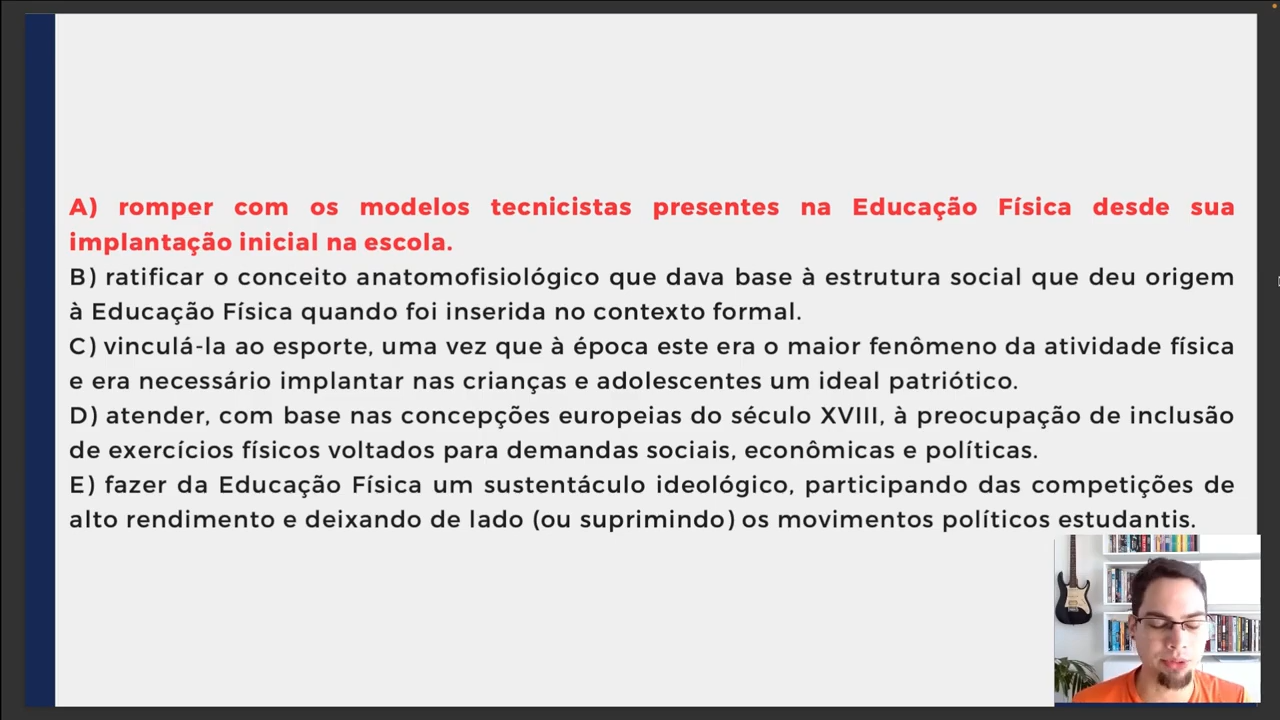 A) romper com os modelos tecnicistas presentes na Educação Física desde sua
implantação inicial na escola.
B) ratificar o conceito anatomofisiológico que dava base à estrutura social que deu origem
à Educação Física quando foi inserida no contexto formal.
C) vinculá-la ao esporte, uma vez que à época este era o maior fenômeno da atividade física
e era necessário implantar nas crianças e adolescentes um ideal patriótico.
D) atender, com base nas concepções europeias do século XVIII, à preocupação de inclusão
de exercícios físicos voltados para demandas sociais, econômicas e políticas.
E) fazer da Educação Física um sustentáculo ideológico, participando das competições de
alto rendimento e deixando de lado (ou suprimindo) os movimentos políticos estudantis.